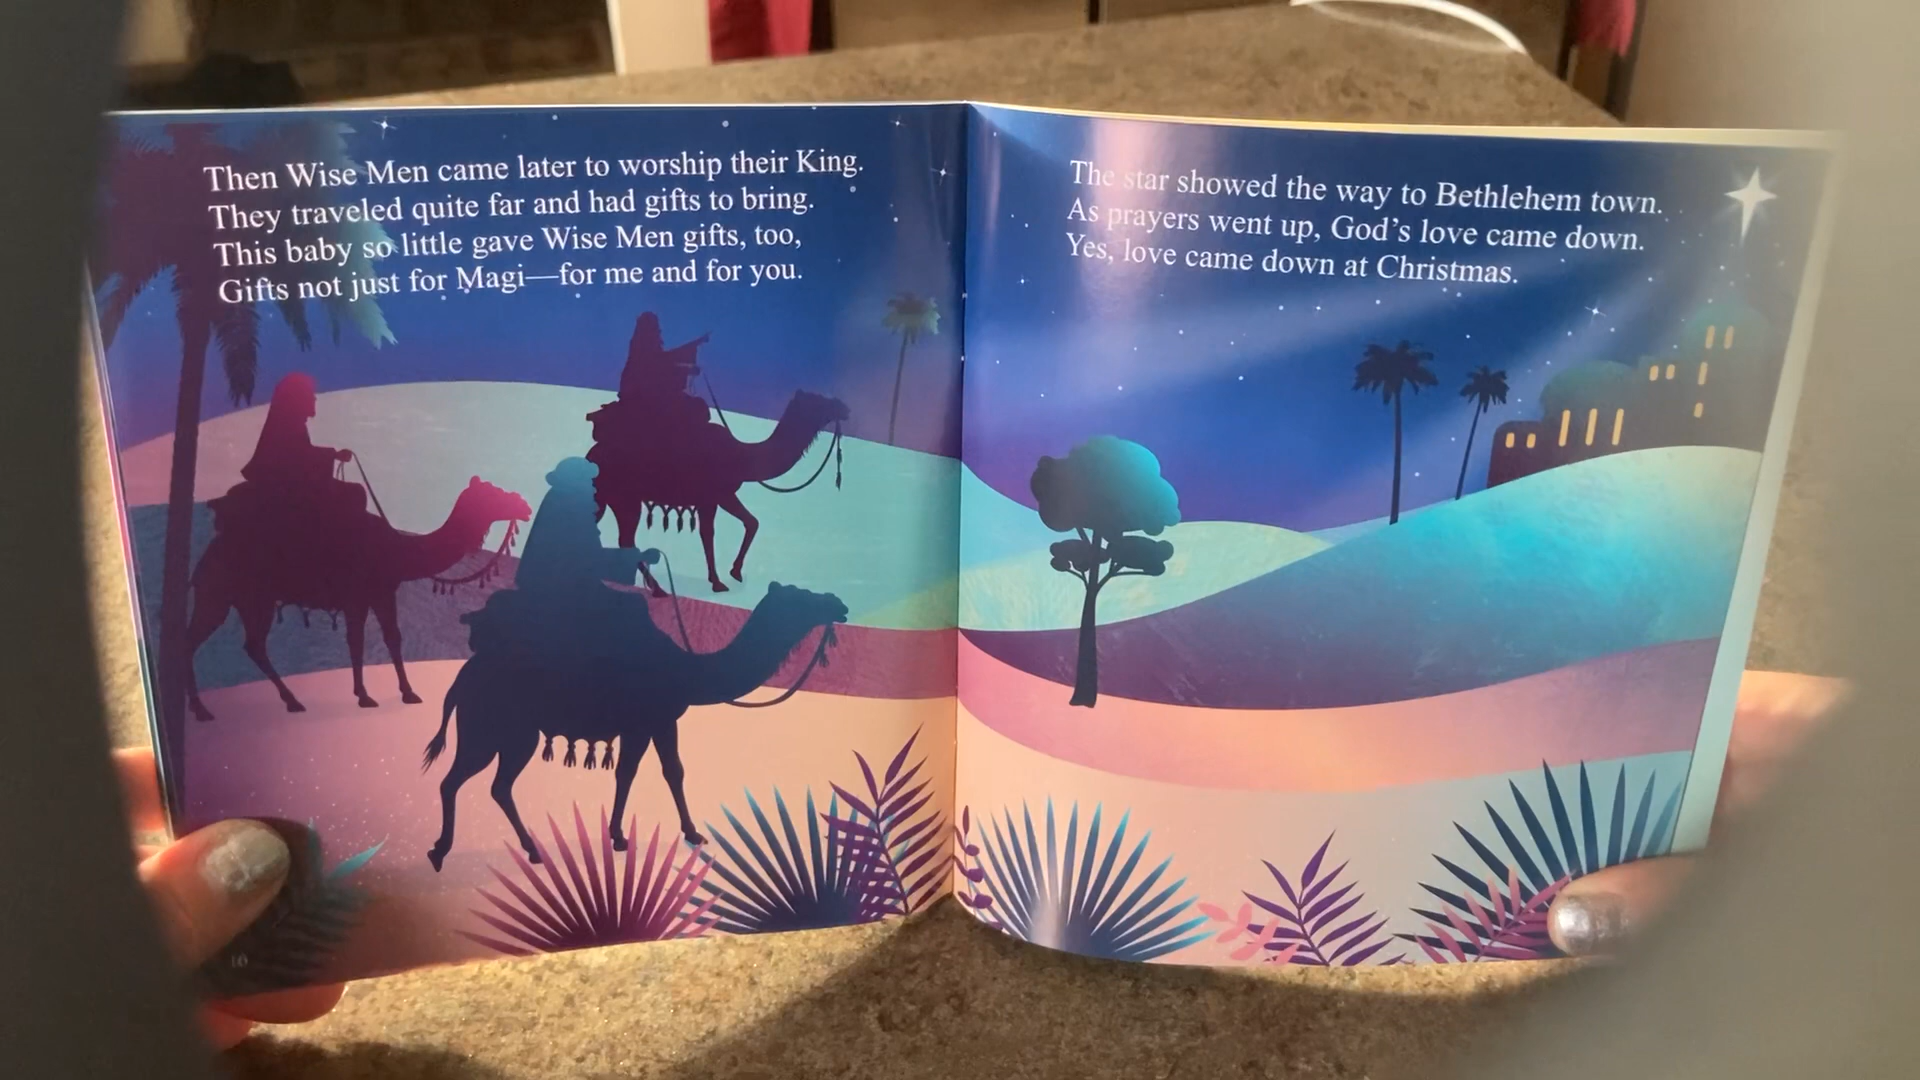 Then Wise Men came later to worship their King.
They traveled quite far and had gifts to bring.
This baby so little gave Wise Men gifts, too,
Gifts not just for Magi—for me and for you.
16
The star showed the way to Bethlehem town.
As prayers went up, God's love came down.
Yes, love came down at Christmas.